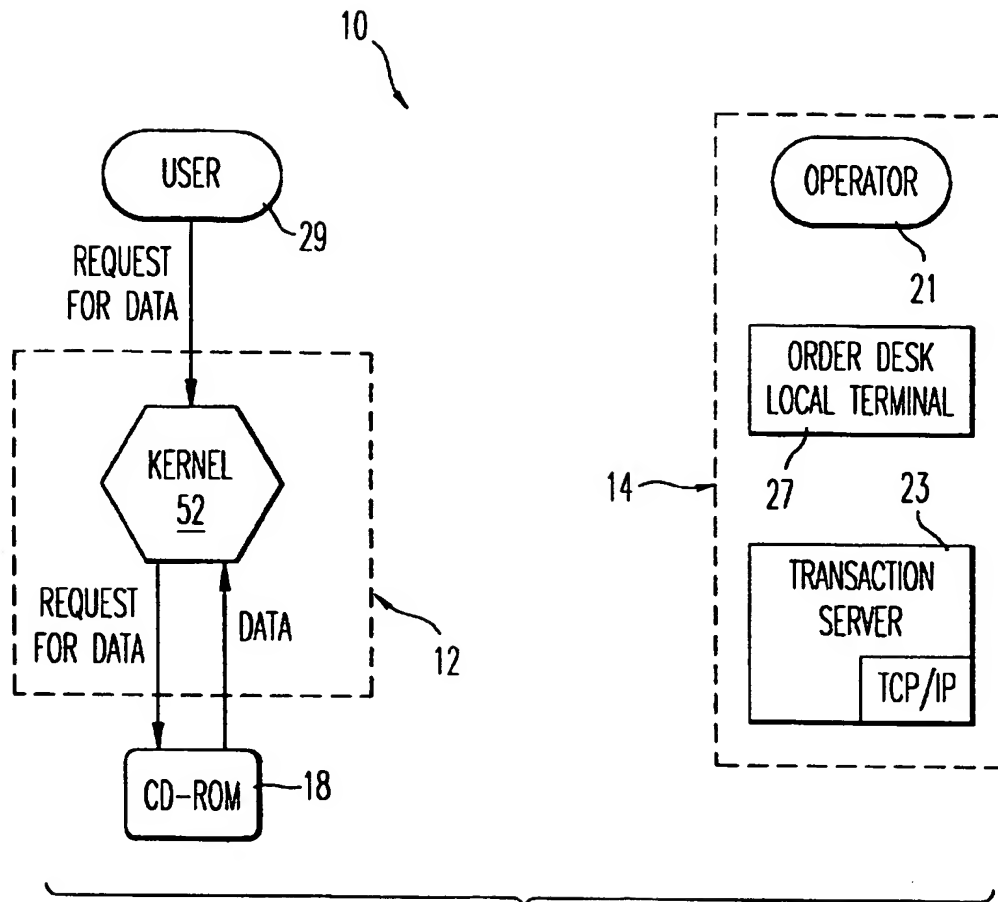 10
USER
29
REQUEST
FOR DATA
KERNEL
52
REQUEST
FOR DATA
DATA
12
CD-ROM
18
OPERATOR
21
ORDER DESK
LOCAL TERMINAL
27
14
23
TRANSACTION
SERVER
TCP/IP